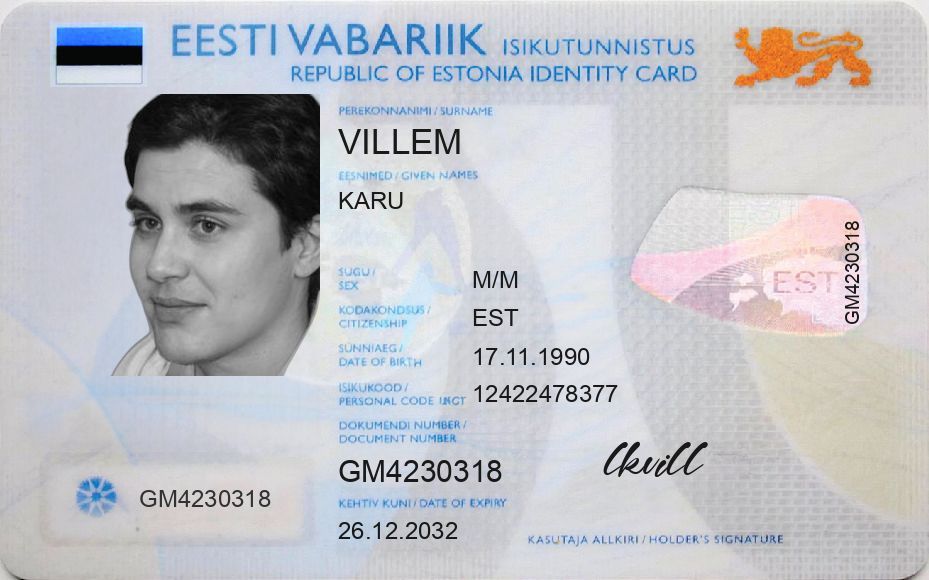 EESTI VABARIIK ISIKUTUNNISTUS
REPUBLIC OF ESTONIA IDENTITY CARD
PEREKONNANIMI / SURNAME
VILLEM
EESNIMED / GIVEN NAMES
KARU
SUGU /
SEX
M/M
KODAKONDSUS /
CITIZENSHIP
EST
SÜNNIAEG /
DATE OF BIRTH
17.11.1990
ISIKUKOOD /
PERSONAL CODE
12422478377
DOKUMENDI NUMBER /
DOCUMENT NUMBER
GM4230318
KEHTIV KUNI / DATE OF EXPIRY
26.12.2032
GM4230318
EST
GM4230318
KASUTAJA ALLKIRI / HOLDER'S SIGNATURE